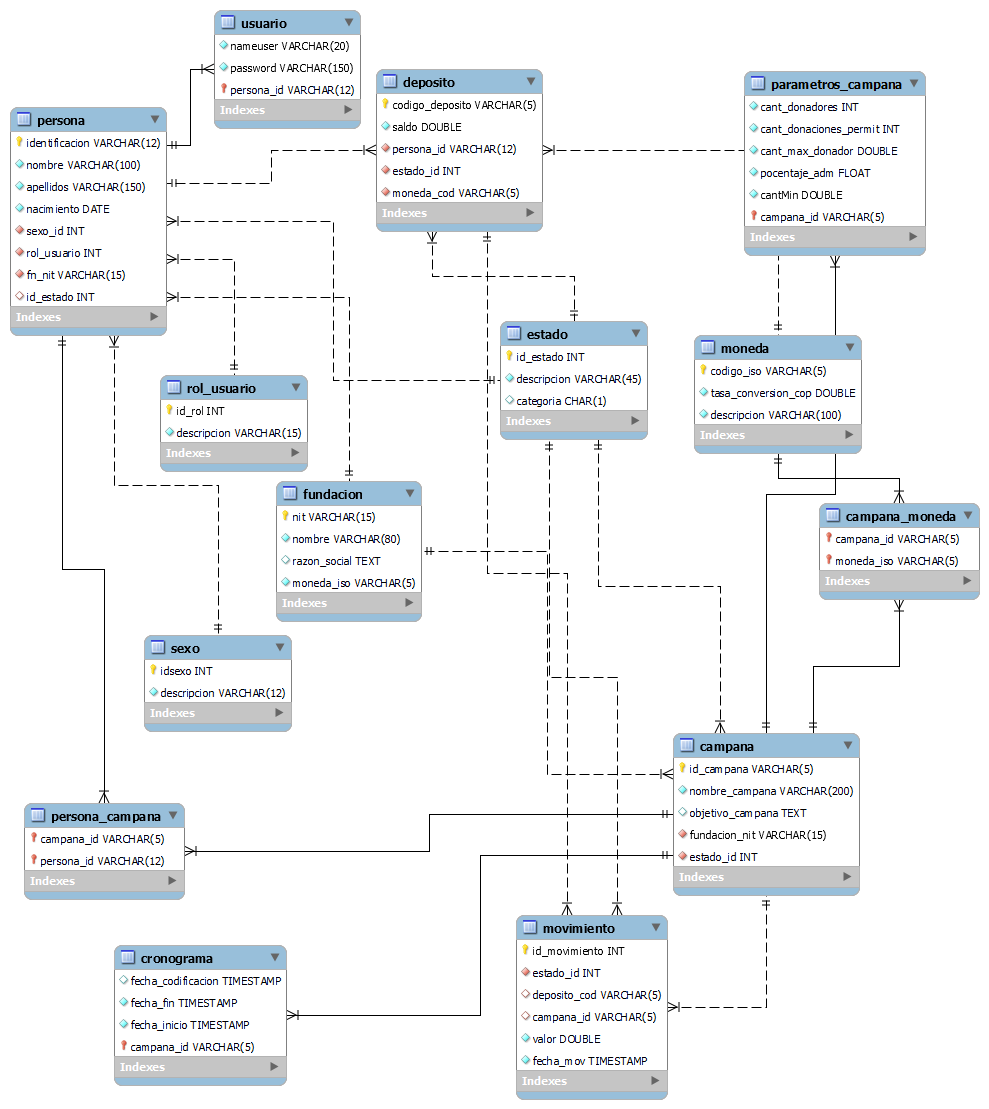 usuario
nameuser VARCHAR(20)
password VARCHAR(150)
persona_id VARCHAR(12)
Indexes
deposito
codigo_deposito VARCHAR(5)
saldo DOUBLE
persona_id VARCHAR(12)
estado_id INT
moneda_cod VARCHAR(5)
Indexes
parametros_campana
cant_donadores INT
cant_donaciones_permit INT
cant_max_donador DOUBLE
pocentaje_adm FLOAT
cantMin DOUBLE
campana_id VARCHAR(5)
Indexes
persona
identificacion VARCHAR(12)
nombre VARCHAR(100)
apellidos VARCHAR(150)
nacimiento DATE
sexo_id INT
rol_usuario INT
fn_nit VARCHAR(15)
id_estado INT
Indexes
estado
id_estado INT
descripcion VARCHAR(45)
categoria CHAR(1)
Indexes
moneda
codigo_iso VARCHAR(5)
tasa_conversion_cop DOUBLE
descripcion VARCHAR(100)
Indexes
rol_usuario
id_rol INT
descripcion VARCHAR(15)
Indexes
fundacion
nit VARCHAR(15)
nombre VARCHAR(80)
razon_social TEXT
moneda_iso VARCHAR(5)
Indexes
campana_moneda
campana_id VARCHAR(5)
moneda_iso VARCHAR(5)
Indexes
sexo
idsexo INT
descripcion VARCHAR(12)
Indexes
campana
id_campana VARCHAR(5)
nombre_campana VARCHAR(200)
objetivo_campana TEXT
fundacion_nit VARCHAR(15)
estado_id INT
Indexes
persona_campana
campana_id VARCHAR(5)
persona_id VARCHAR(12)
Indexes
movimiento
id_movimiento INT
estado_id INT
deposito_cod VARCHAR(5)
campana_id VARCHAR(5)
valor DOUBLE
fecha_mov TIMESTAMP
Indexes
cronograma
fecha_codificacion TIMESTAMP
fecha_fin TIMESTAMP
fecha_inicio TIMESTAMP
campana_id VARCHAR(5)
Indexes